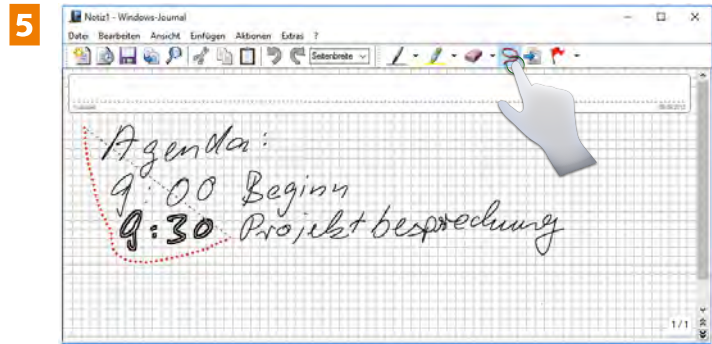 5
Notiz1 - Windows-Journal
Datei Bearbeiten Ansicht Einfügen Aktionen Extras ?
Seitenbreite
Agenda:
9:00 Beginn
9:30 Projektbesprechung
1/1